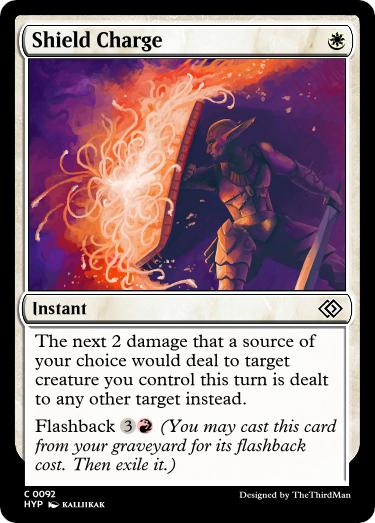 Shield Charge
Instant
The next 2 damage that a source of
your choice would deal to target
creature you control this turn is dealt
to any other target instead.
Flashback 3 (You may cast this card
from your graveyard for its flashback
cost. Then exile it.)
C 0092
HYP KALIJIKAK
Designed by TheThirdMan